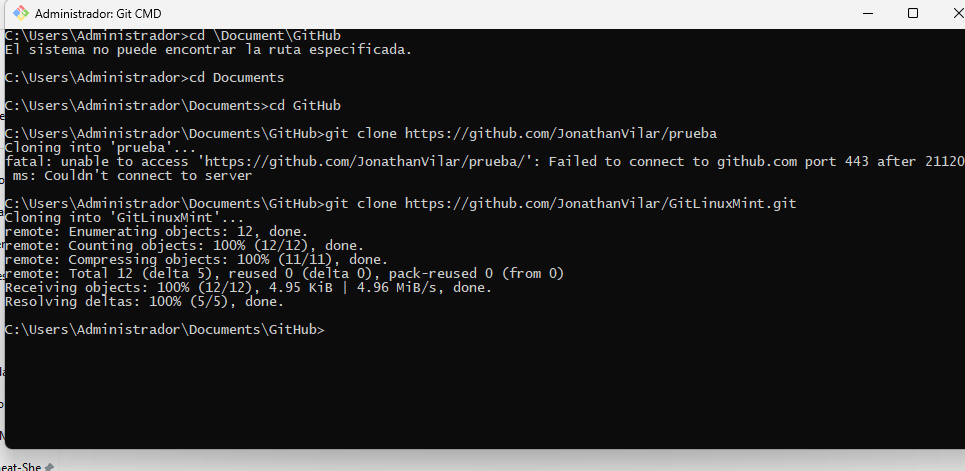 Administrador: Git CMD
C:\Users\Administrador>cd \Document\GitHub
El sistema no puede encontrar la ruta especificada.
C:\Users\Administrador>cd Documents
C:\Users\Administrador\Documents>cd GitHub
C:\Users\Administrador\Documents\GitHub>git clone https://github.com/JonathanVilar/prueba
Cloning into 'prueba'...
fatal: unable to access 'https://github.com/JonathanVilar/prueba/': Failed to connect to github.com port 443 after 21120
ms: Couldn't connect to server
C:\Users\Administrador\Documents\GitHub>git clone https://github.com/JonathanVilar/GitLinuxMint.git
Cloning into 'GitLinuxMint'...
remote: Enumerating objects: 12, done.
remote: Counting objects: 100% (12/12), done.
remote: Compressing objects: 100% (11/11), done.
remote: Total 12 (delta 5), reused 0 (delta 0), pack-reused 0 (from 0)
Receiving objects: 100% (12/12), 4.95 KiB | 4.96 MiB/s, done.
Resolving deltas: 100% (5/5), done.
C:\Users\Administrador\Documents\GitHub>
eat-She